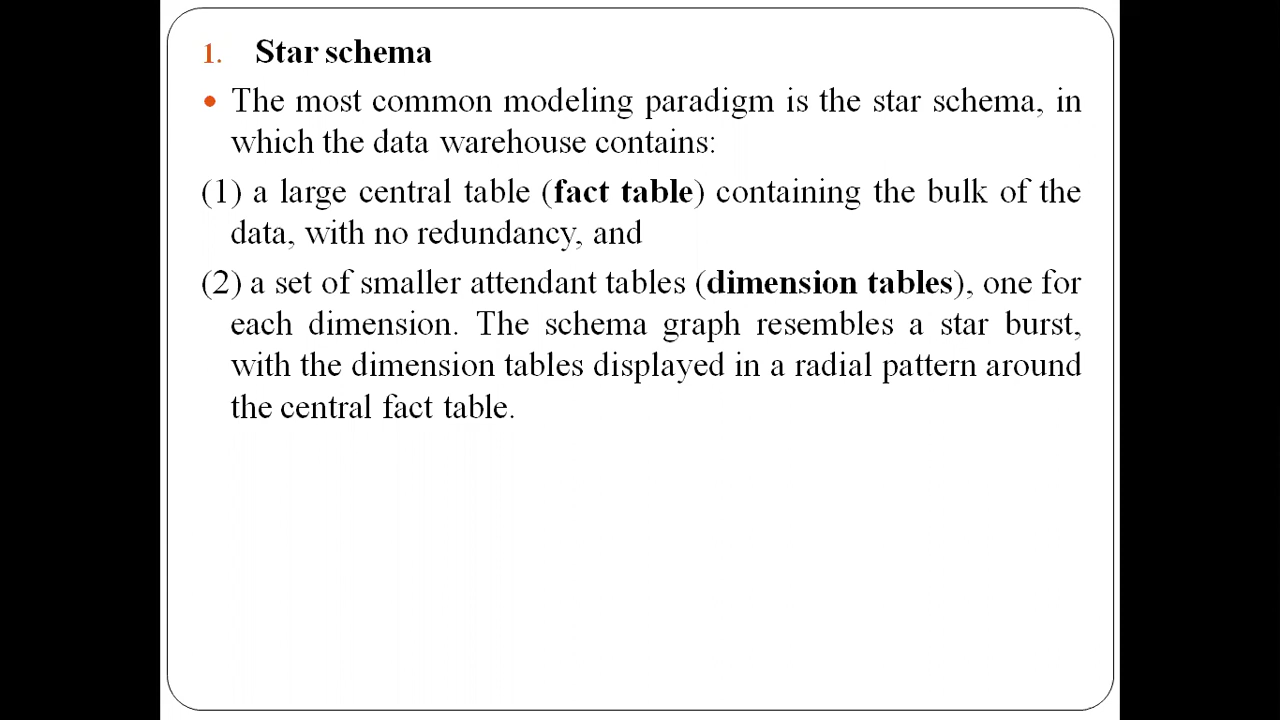 1. Star schema
• The most common modeling paradigm is the star schema, in
which the data warehouse contains:
(1) a large central table (fact table) containing the bulk of the
data, with no redundancy, and
(2) a set of smaller attendant tables (dimension tables), one for
each dimension. The schema graph resembles a star burst,
with the dimension tables displayed in a radial pattern around
the central fact table.